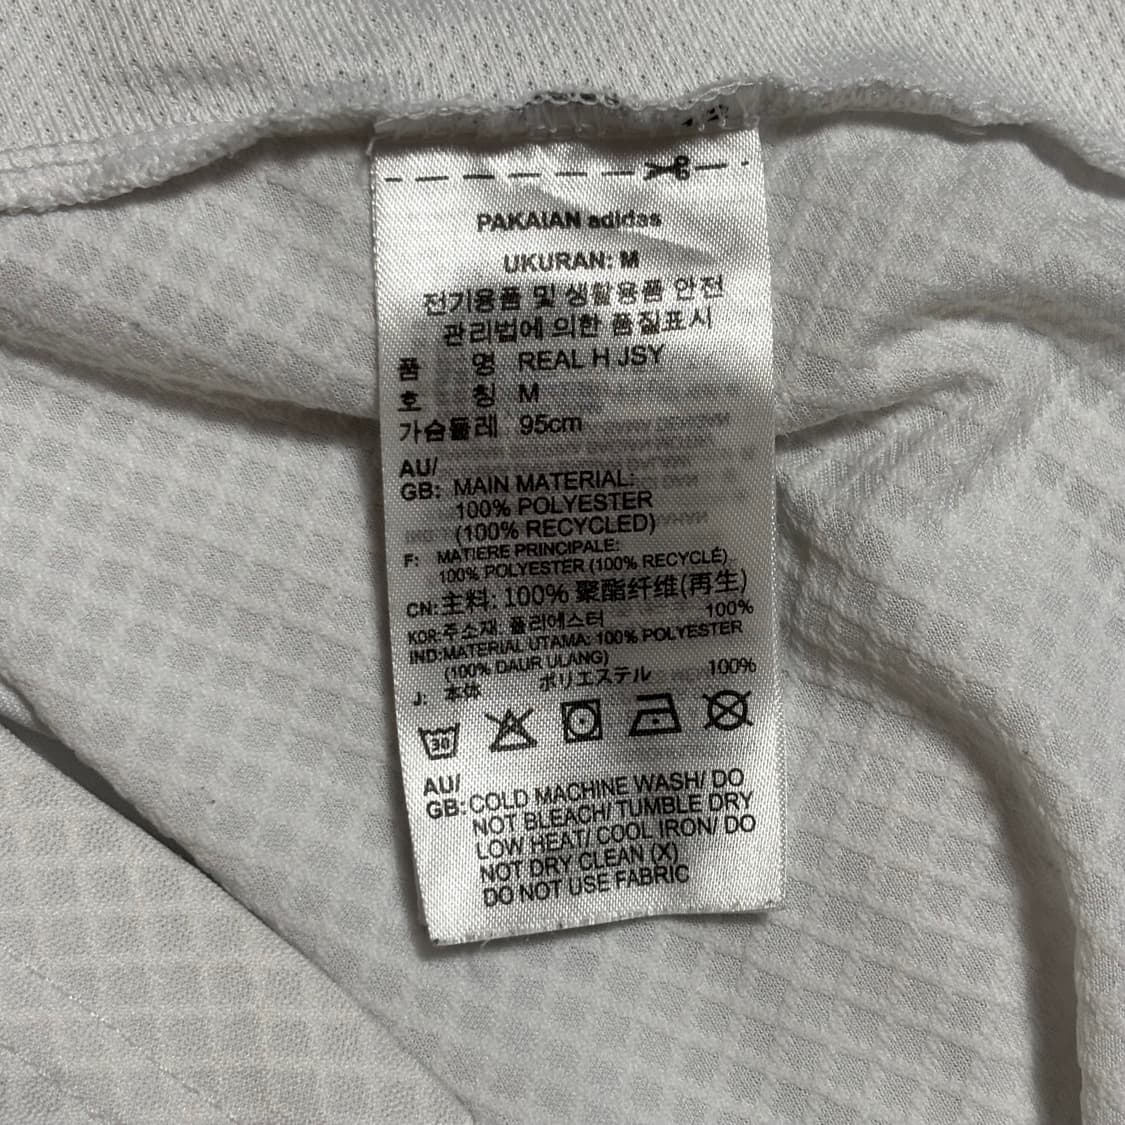 PAKAIAN adidas
UKURAN: M
전기용품 및 생활용품 안전
관리법에 의한 품질표시
품 명 REAL H JSY
호 칭 M
가슴둘레 95cm
AU/
GB: MAIN MATERIAL:
100% POLYESTER
(100% RECYCLED)
F: MATIERE PRINCIPALE:
100% POLYESTER (100% RECYCLÉ)
CN: 主料: 100% 聚酯纤维(再生)
KOR: 주소재: 폴리에스터 100%
IND: MATERIAL UTAMA: 100% POLYESTER
(100% DAUR ULANG)
J: 本体 ポリエステル 100%
30
AU/
GB: COLD MACHINE WASH/ DO
NOT BLEACH/ TUMBLE DRY
LOW HEAT/ COOL IRON/ DO
NOT DRY CLEAN (X)
DO NOT USE FABRIC